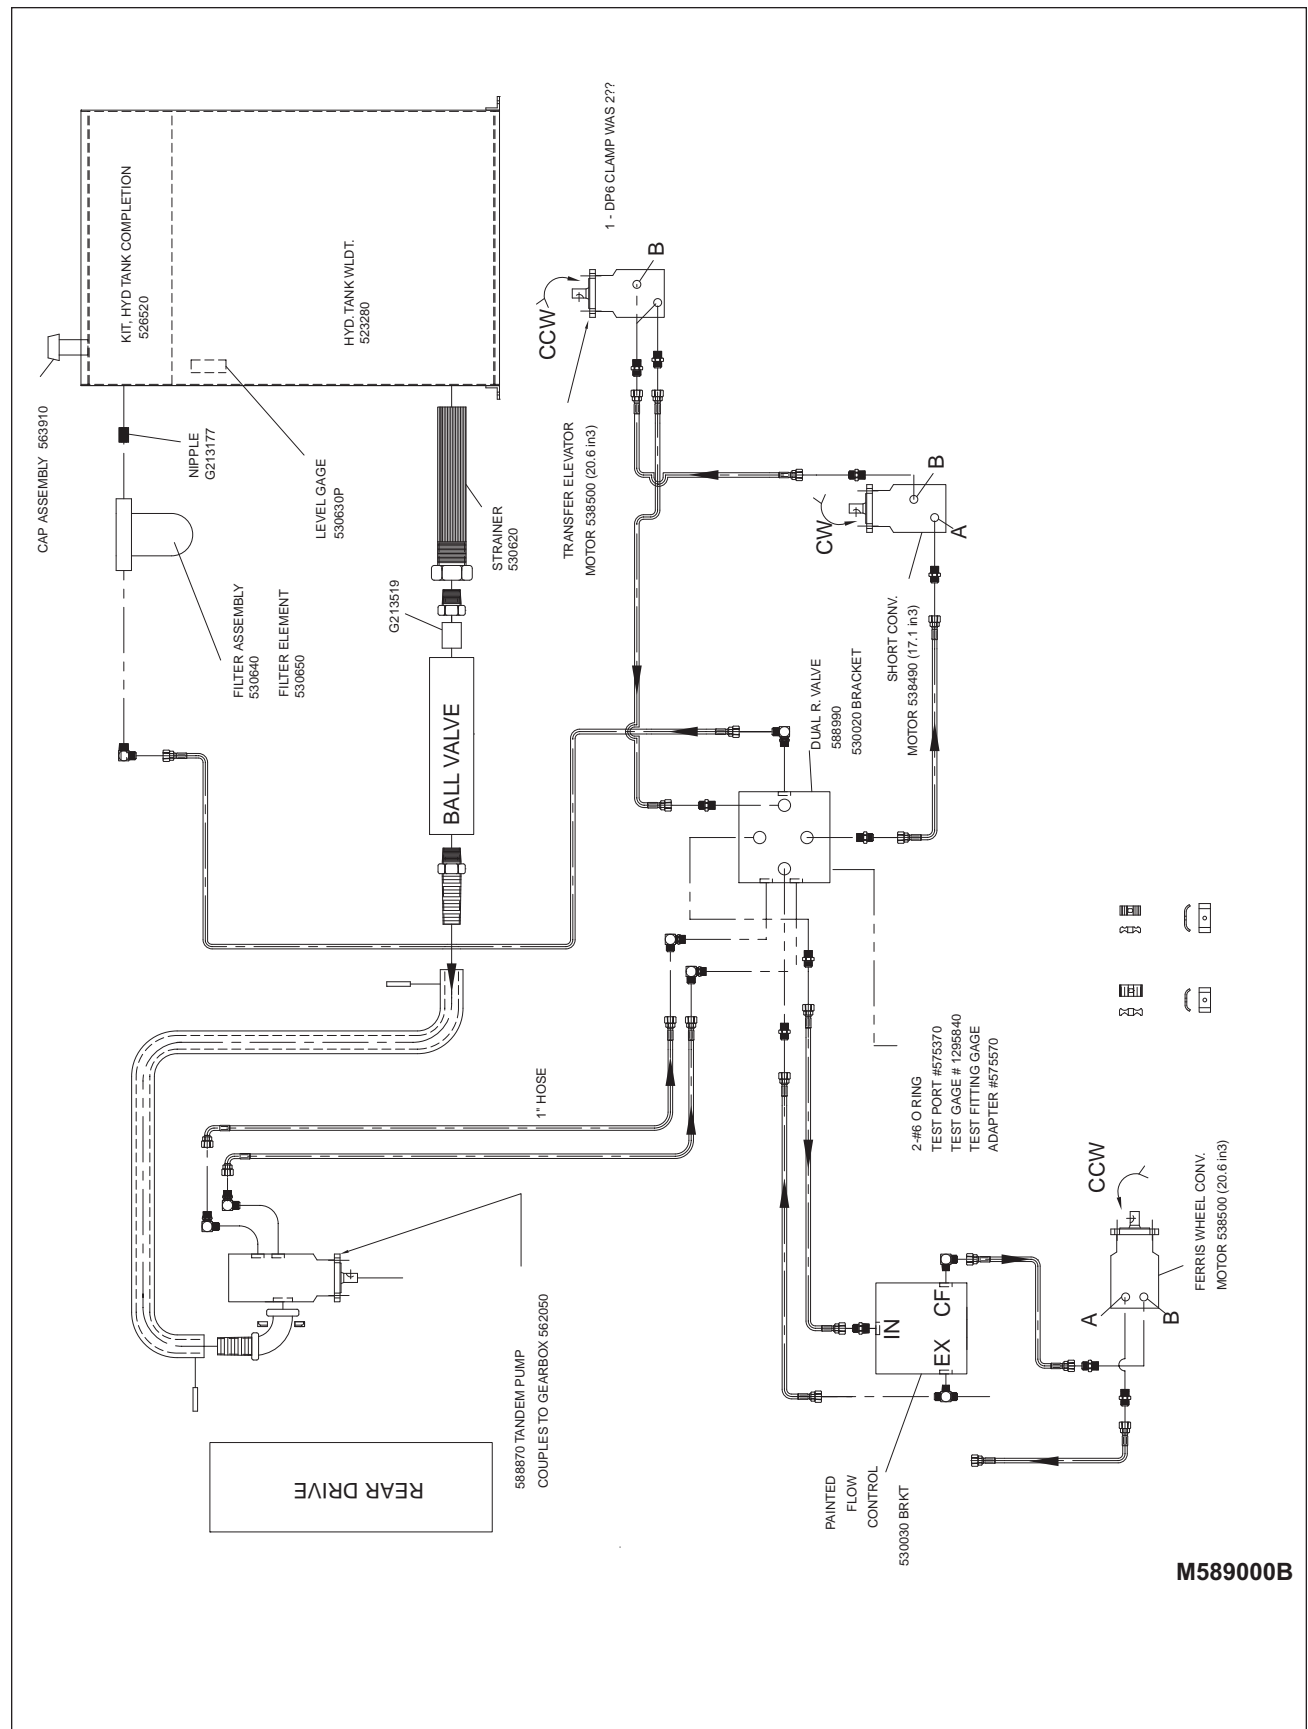 CAP ASSEMBLY 563910
KIT, HYD TANK COMPLETION
526520
HYD. TANK WLDT.
523280
NIPPLE
G213177
LEVEL GAGE
530630P
FILTER ASSEMBLY
530640
FILTER ELEMENT
530650
STRAINER
530620
G213519
BALL VALVE
1 - DP6 CLAMP WAS 2??
CCW
B
TRANSFER ELEVATOR
MOTOR 538500 (20.6 in3)
CW
B
A
SHORT CONV.
MOTOR 538490 (17.1 in3)
DUAL R. VALVE
588990
530020 BRACKET
1" HOSE
2-#6 O RING
TEST PORT #575370
TEST GAGE # 1295840
TEST FITTING GAGE
ADAPTER #575570
588870 TANDEM PUMP
COUPLES TO GEARBOX 562050
REAR DRIVE
IN
EX
CF
PAINTED
FLOW
CONTROL
530030 BRKT
CCW
A
B
FERRIS WHEEL CONV.
MOTOR 538500 (20.6 in3)
M589000B